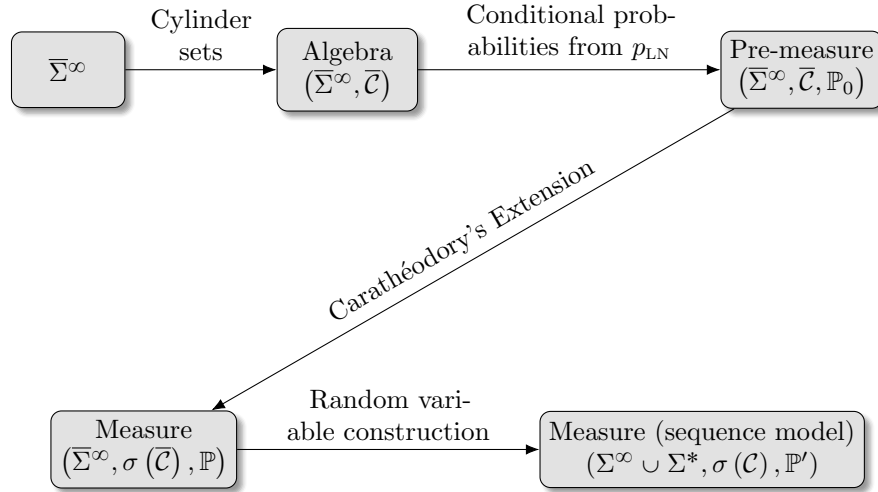 Cylinder
sets
Conditional prob-
abilities from p_LN
Σ̅^∞
Algebra
(Σ̅^∞, C̅)
Pre-measure
(Σ̅^∞, C̅, ℙ₀)
Carathéodory's Extension
Random vari-
able construction
Measure
(Σ̅^∞, σ(C̅), ℙ)
Measure (sequence model)
(Σ^∞ ∪ Σ*, σ(C), ℙ′)